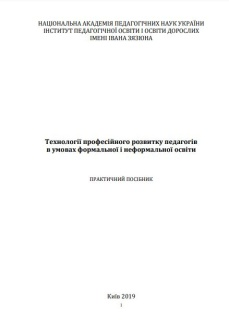 НАЦІОНАЛЬНА АКАДЕМІЯ ПЕДАГОГІЧНИХ НАУК УКРАЇНИ
ІНСТИТУТ ПЕДАГОГІЧНОЇ ОСВІТИ І ОСВІТИ ДОРОСЛИХ
ІМЕНІ ІВАНА ЗЯЗЮНА
Технології професійного розвитку педагогів
в умовах формальної і неформальної освіти
ПРАКТИЧНИЙ ПОСІБНИК
Київ 2019
1